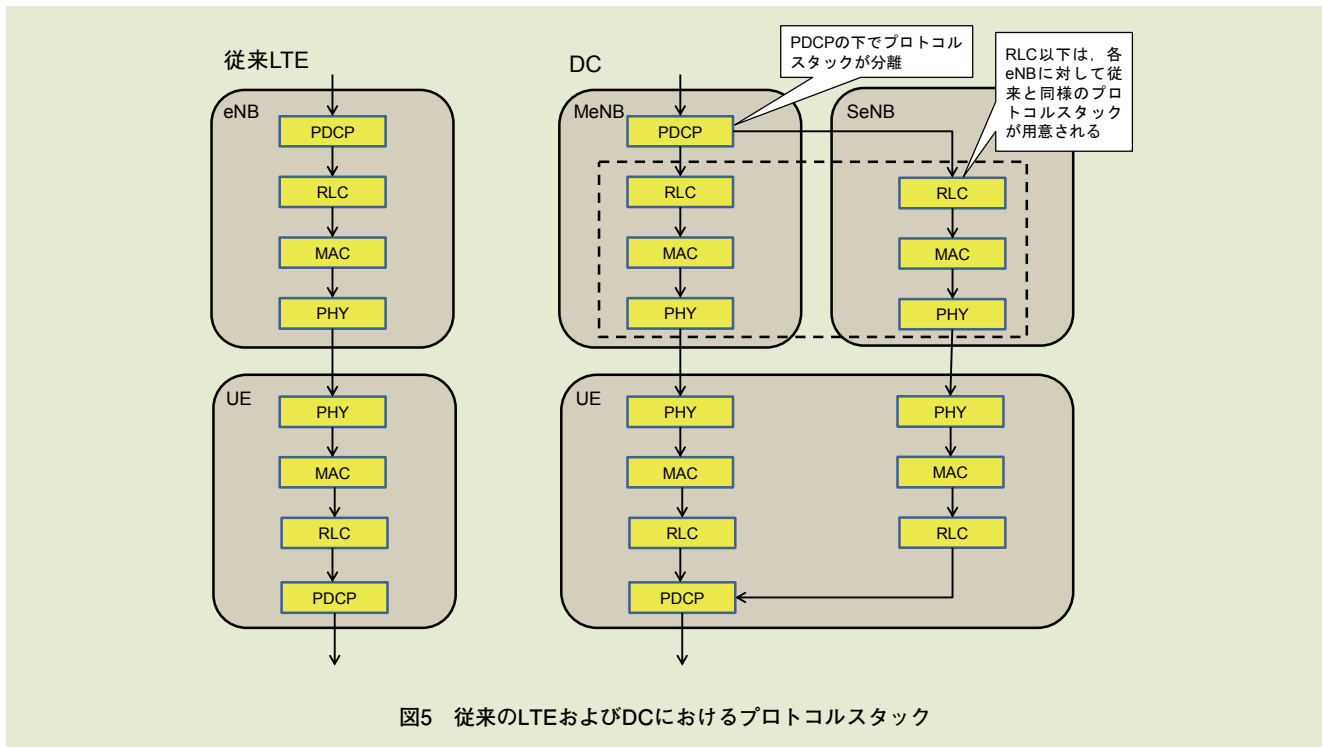 従来LTE
eNB
PDCP
RLC
MAC
PHY
UE
PHY
MAC
RLC
PDCP
DC
PDCPの下でプロトコル
スタックが分離
RLC以下は，各
eNBに対して従
来と同様のプロ
トコルスタック
が用意される
MeNB
PDCP
RLC
MAC
PHY
SeNB
RLC
MAC
PHY
UE
PHY
MAC
RLC
PDCP
PHY
MAC
RLC
図5　従来のLTEおよびDCにおけるプロトコルスタック